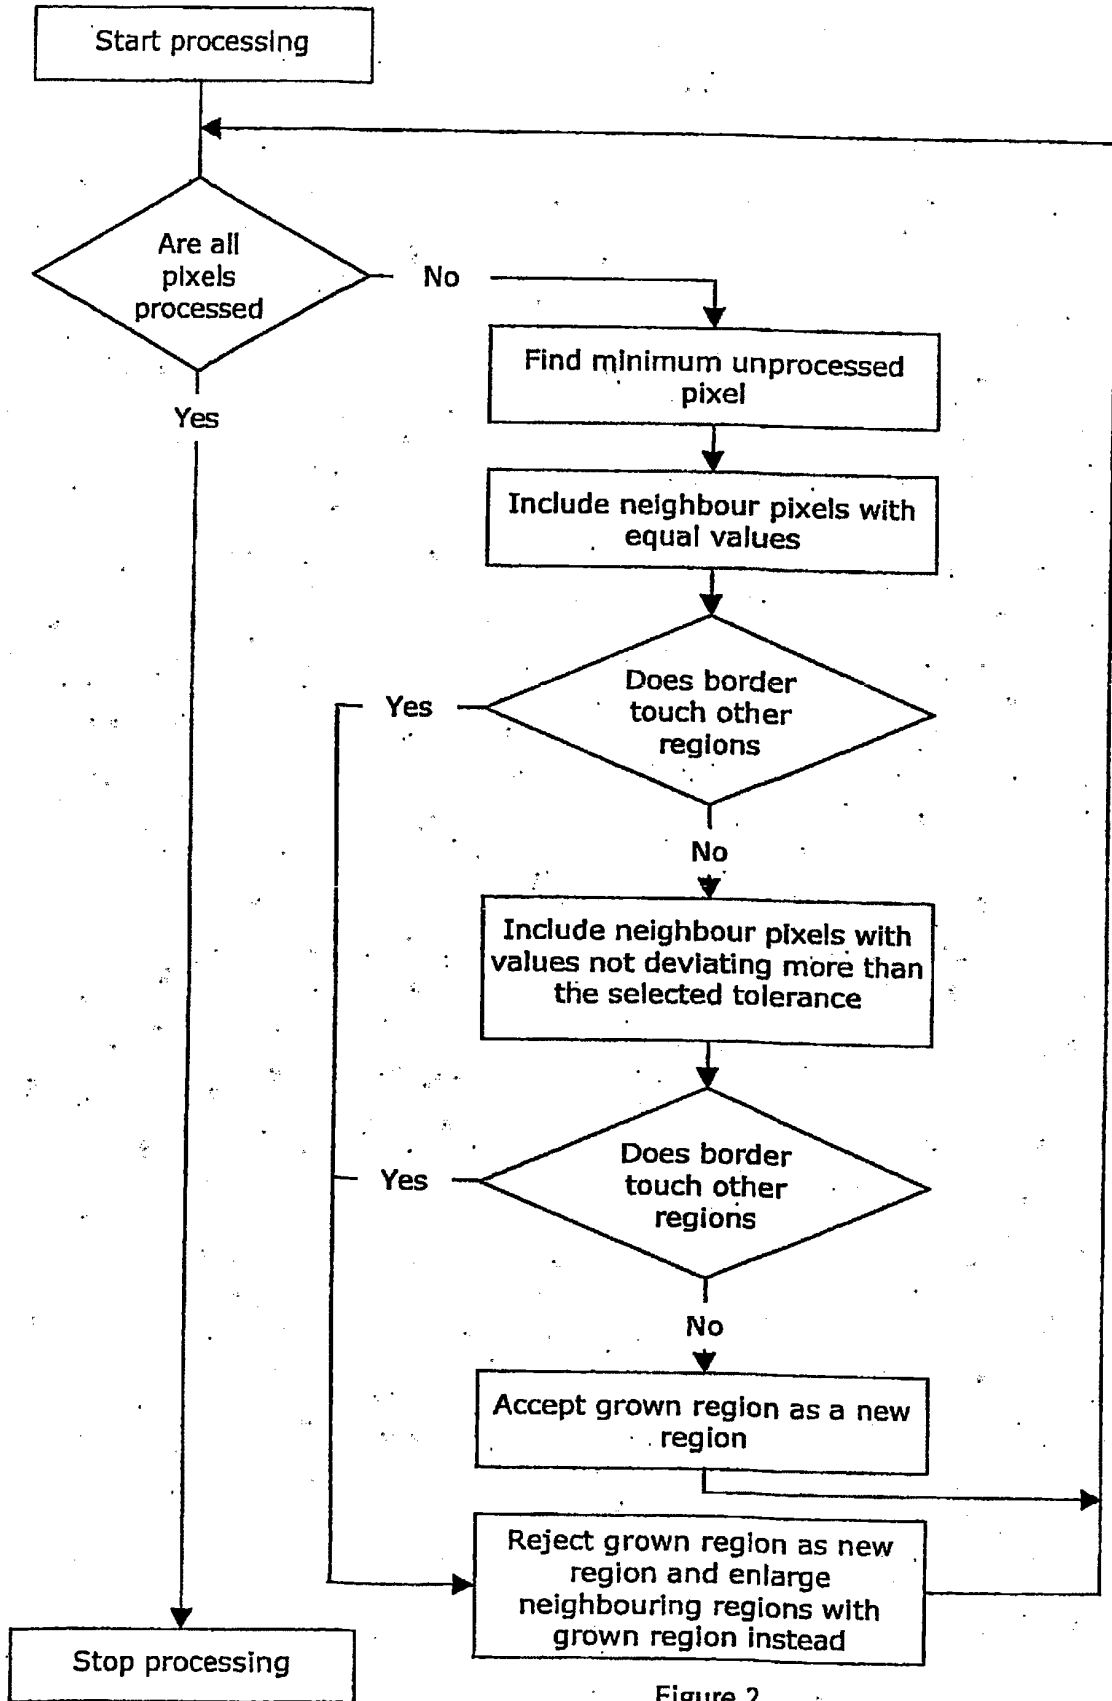 Start processing
Are all
pixels
processed
No
Yes
Find minimum unprocessed
pixel
Include neighbour pixels with
equal values
Does border
touch other
regions
Yes
No
Include neighbour pixels with
values not deviating more than
the selected tolerance
Does border
touch other
regions
Yes
No
Accept grown region as a new
region
Reject grown region as new
region and enlarge
neighbouring regions with
grown region instead
Stop processing
Figure 2